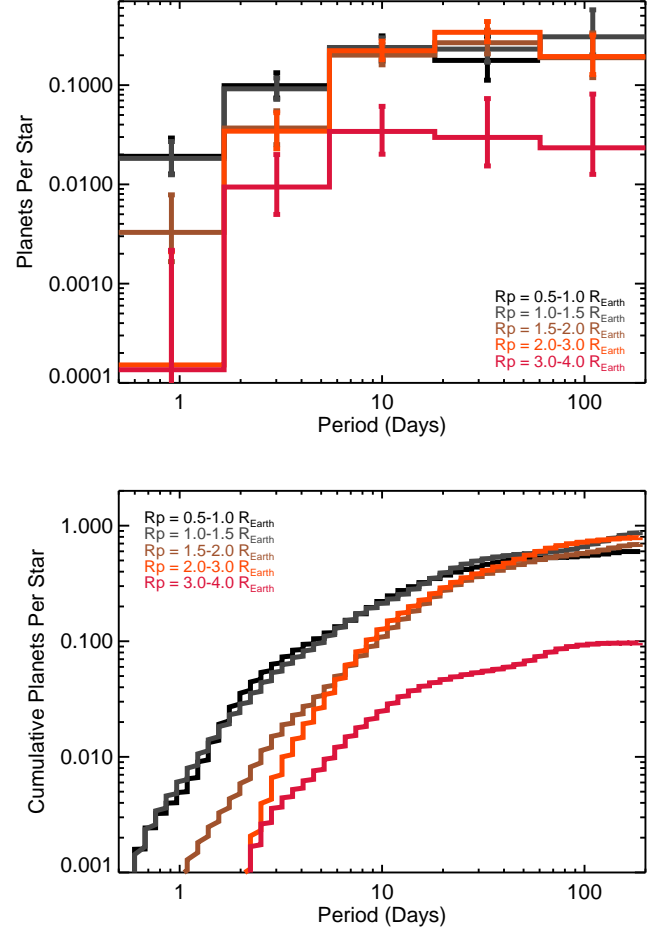 0.1000
0.0100
0.0010
0.0001
Planets Per Star
Rp = 0.5-1.0 REarth
Rp = 1.0-1.5 REarth
Rp = 1.5-2.0 REarth
Rp = 2.0-3.0 REarth
Rp = 3.0-4.0 REarth
1 10 100
Period (Days)
1.000
0.100
0.010
0.001
Cumulative Planets Per Star
Rp = 0.5-1.0 REarth
Rp = 1.0-1.5 REarth
Rp = 1.5-2.0 REarth
Rp = 2.0-3.0 REarth
Rp = 3.0-4.0 REarth
1 10 100
Period (Days)